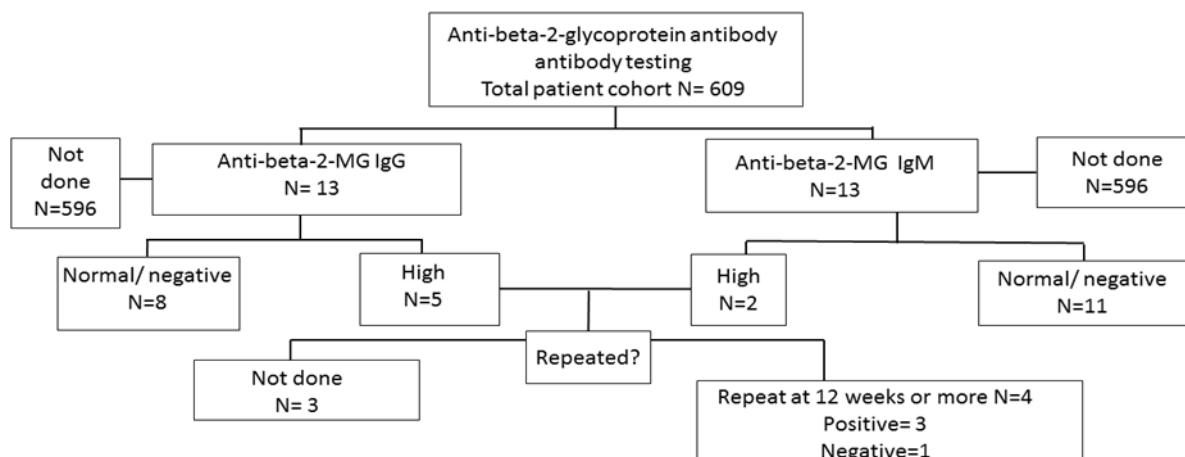 Anti-beta-2-glycoprotein antibody
antibody testing
Total patient cohort N= 609
Not
done
N=596
Anti-beta-2-MG IgG
N= 13
Anti-beta-2-MG  IgM
N=13
Not done
N=596
Normal/ negative
N=8
High
N=5
High
N=2
Normal/ negative
N=11
Repeated?
Not done
N= 3
Repeat at 12 weeks or more N=4
Positive= 3
Negative=1